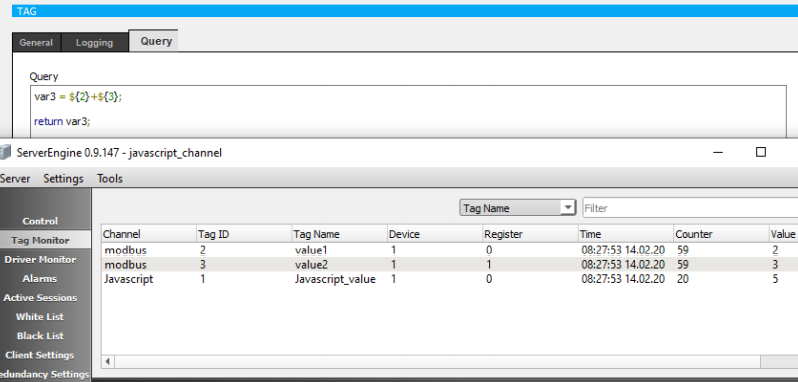 TAG
General Logging Query
Query
var3 = ${2}+${3};
return var3;
ServerEngine 0.9.147 - javascript_channel
Server Settings Tools
Tag Name Filter
Control
Tag Monitor
Driver Monitor
Alarms
Active Sessions
White List
Black List
Client Settings
edundancy Settings
Channel Tag ID Tag Name Device Register Time Counter Value
modbus 2 value1 1 0 08:27:53 14.02.20 59 2
modbus 3 value2 1 1 08:27:53 14.02.20 59 3
Javascript 1 Javascript_value 1 0 08:27:53 14.02.20 20 5